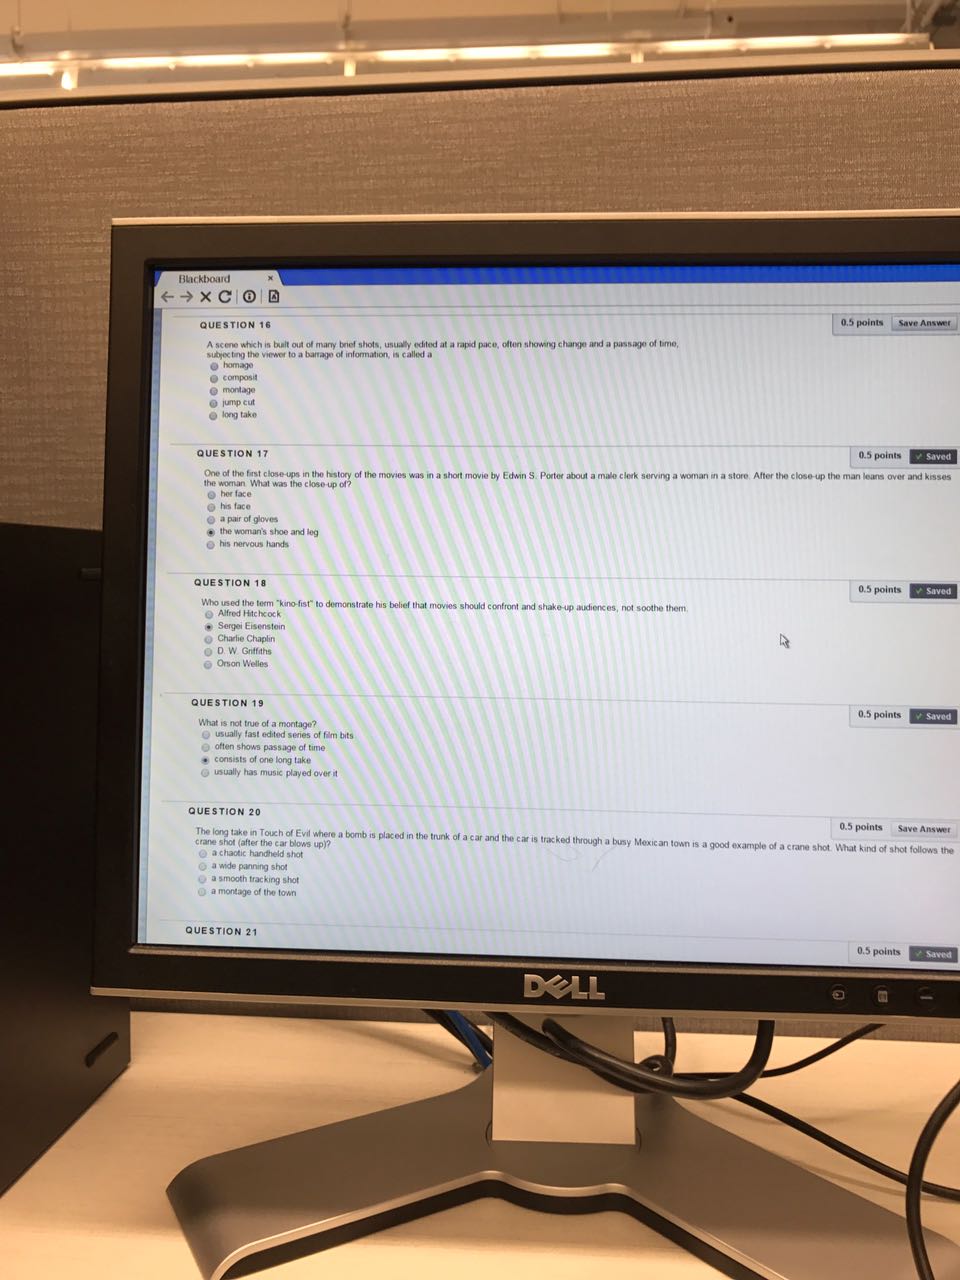 Blackboard
QUESTION 16
0.5 points Save Answer
A scene which is built out of many brief shots, usually edited at a rapid pace, often showing change and a passage of time,
subjecting the viewer to a barrage of information, is called a
homage
composit
montage
jump cut
long take
QUESTION 17
0.5 points Saved
One of the first close-ups in the history of the movies was in a short movie by Edwin S. Porter about a male clerk serving a woman in a store. After the close-up the man leans over and kisses
the woman. What was the close-up of?
her face
his face
a pair of gloves
the woman's shoe and leg
his nervous hands
QUESTION 18
0.5 points Saved
Who used the term "kino-fist" to demonstrate his belief that movies should confront and shake-up audiences, not soothe them.
Alfred Hitchcock
Sergei Eisenstein
Charlie Chaplin
D. W. Griffiths
Orson Welles
QUESTION 19
0.5 points Saved
What is not true of a montage?
usually fast edited series of film bits
often shows passage of time
consists of one long take
usually has music played over it
QUESTION 20
0.5 points Save Answer
The long take in Touch of Evil where a bomb is placed in the trunk of a car and the car is tracked through a busy Mexican town is a good example of a crane shot. What kind of shot follows the
crane shot (after the car blows up)?
a chaotic handheld shot
a wide panning shot
a smooth tracking shot
a montage of the town
QUESTION 21
0.5 points Saved
DELL